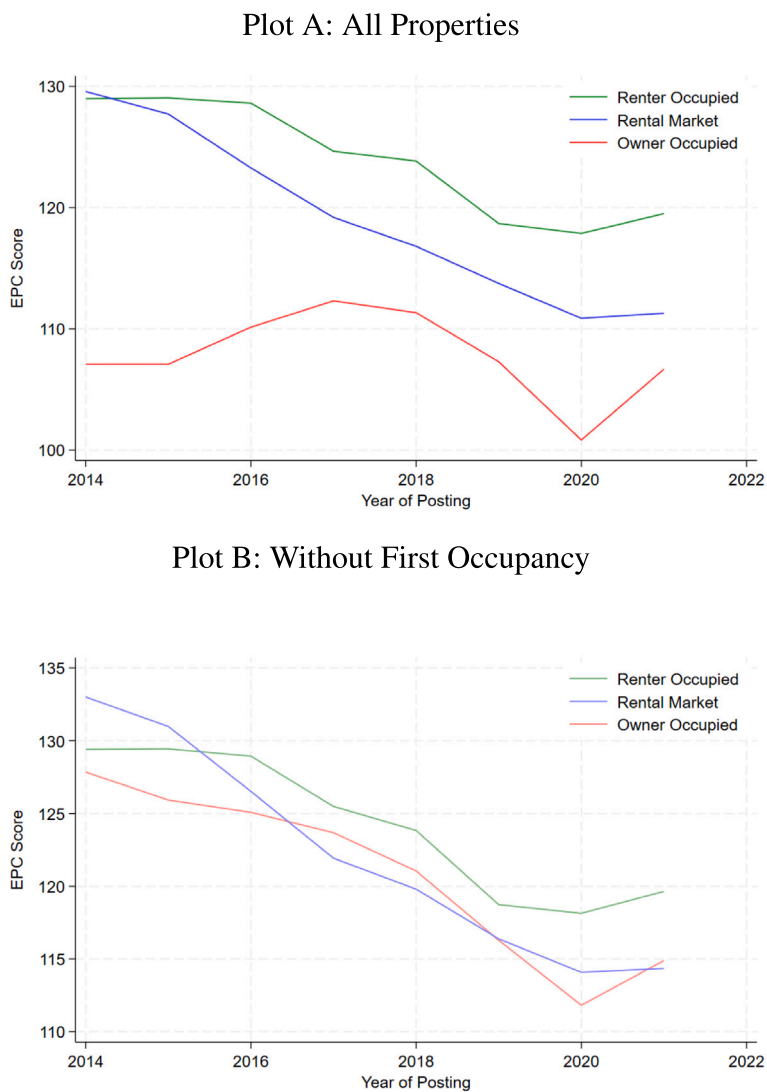 Plot A: All Properties
130
120
110
100
EPC Score
Renter Occupied
Rental Market
Owner Occupied
2014 2016 2018 2020 2022
Year of Posting
Plot B: Without First Occupancy
135
130
125
120
115
110
EPC Score
Renter Occupied
Rental Market
Owner Occupied
2014 2016 2018 2020 2022
Year of Posting